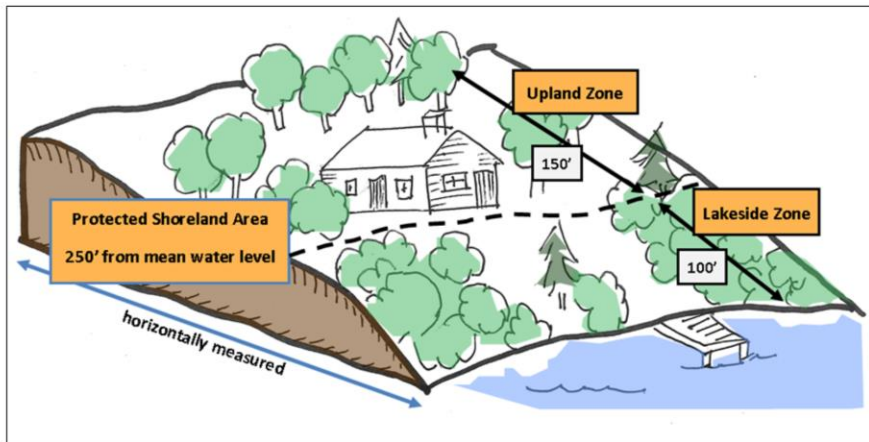 Upland Zone
150'
Lakeside Zone
100'
Protected Shoreland Area
250' from mean water level
horizontally measured